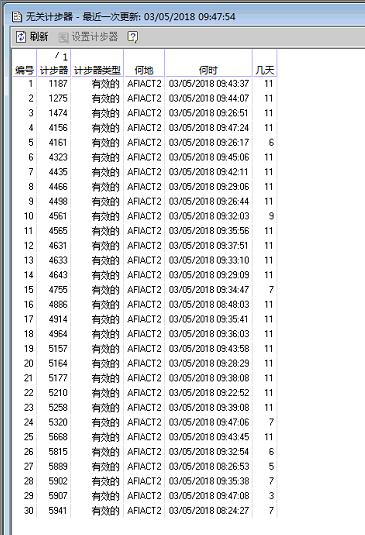 无关计步器 - 最近一次更新: 03/05/2018 09:47:54
刷新 设置计步器
/ 1
编号 计步器 计步器类型 何地 何时 几天
1 1187 有效的 AFIACT2 03/05/2018 09:43:37 11
2 1275 有效的 AFIACT2 03/05/2018 09:44:07 11
3 1474 有效的 AFIACT2 03/05/2018 09:26:51 11
4 4156 有效的 AFIACT2 03/05/2018 09:47:24 11
5 4161 有效的 AFIACT2 03/05/2018 09:26:17 6
6 4323 有效的 AFIACT2 03/05/2018 09:45:06 11
7 4435 有效的 AFIACT2 03/05/2018 09:42:11 11
8 4466 有效的 AFIACT2 03/05/2018 09:29:06 11
9 4498 有效的 AFIACT2 03/05/2018 09:26:44 11
10 4561 有效的 AFIACT2 03/05/2018 09:32:03 9
11 4565 有效的 AFIACT2 03/05/2018 09:35:56 11
12 4631 有效的 AFIACT2 03/05/2018 09:37:51 11
13 4633 有效的 AFIACT2 03/05/2018 09:33:10 11
14 4643 有效的 AFIACT2 03/05/2018 09:29:09 11
15 4755 有效的 AFIACT2 03/05/2018 09:34:47 7
16 4886 有效的 AFIACT2 03/05/2018 08:48:03 11
17 4914 有效的 AFIACT2 03/05/2018 09:35:41 11
18 4964 有效的 AFIACT2 03/05/2018 09:36:03 11
19 5157 有效的 AFIACT2 03/05/2018 09:43:58 11
20 5164 有效的 AFIACT2 03/05/2018 09:28:29 11
21 5177 有效的 AFIACT2 03/05/2018 09:38:08 11
22 5210 有效的 AFIACT2 03/05/2018 09:22:52 11
23 5258 有效的 AFIACT2 03/05/2018 09:39:08 11
24 5320 有效的 AFIACT2 03/05/2018 09:47:06 7
25 5668 有效的 AFIACT2 03/05/2018 09:43:45 11
26 5815 有效的 AFIACT2 03/05/2018 09:32:54 6
27 5889 有效的 AFIACT2 03/05/2018 08:26:53 5
28 5902 有效的 AFIACT2 03/05/2018 09:35:38 7
29 5907 有效的 AFIACT2 03/05/2018 09:47:08 3
30 5941 有效的 AFIACT2 03/05/2018 08:24:27 7